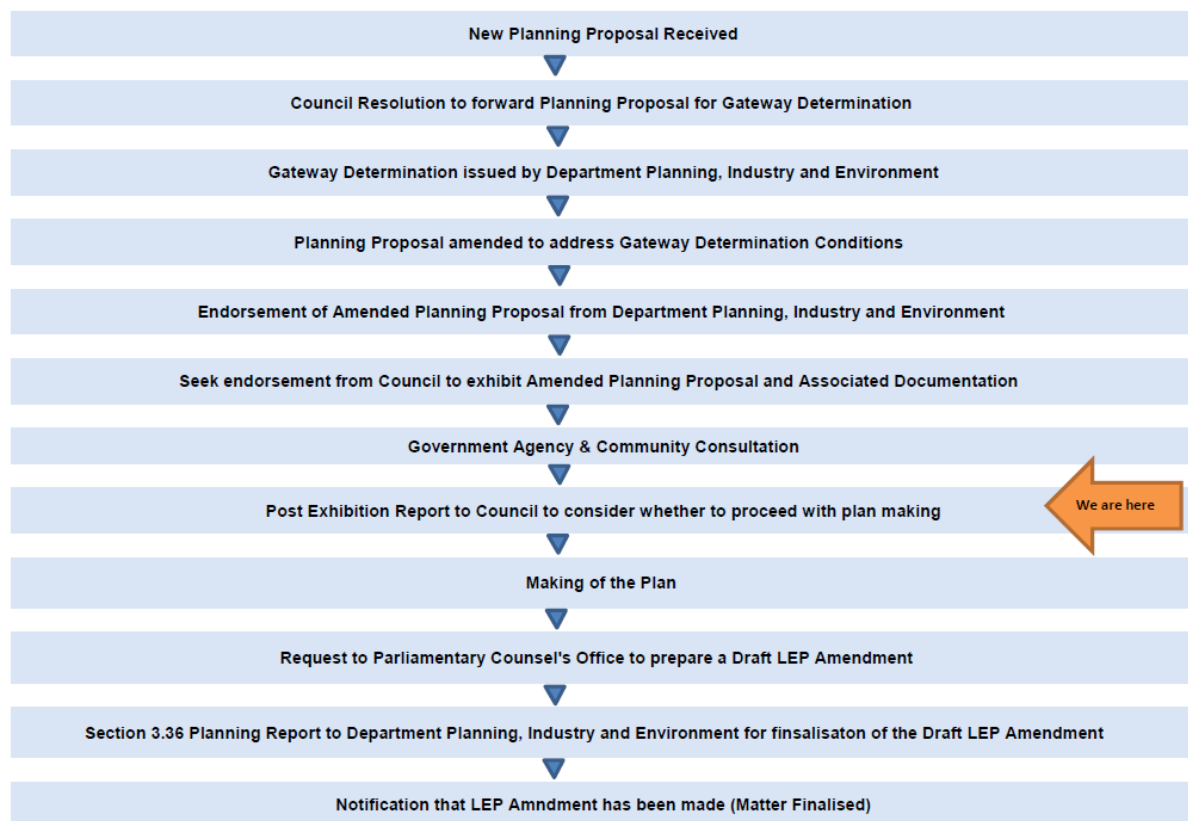 New Planning Proposal Received
Council Resolution to forward Planning Proposal for Gateway Determination
Gateway Determination issued by Department Planning, Industry and Environment
Planning Proposal amended to address Gateway Determination Conditions
Endorsement of Amended Planning Proposal from Department Planning, Industry and Environment
Seek endorsement from Council to exhibit Amended Planning Proposal and Associated Documentation
Government Agency & Community Consultation
Post Exhibition Report to Council to consider whether to proceed with plan making
We are here
Making of the Plan
Request to Parliamentary Counsel's Office to prepare a Draft LEP Amendment
Section 3.36 Planning Report to Department Planning, Industry and Environment for finsalisaton of the Draft LEP Amendment
Notification that LEP Amndment has been made (Matter Finalised)